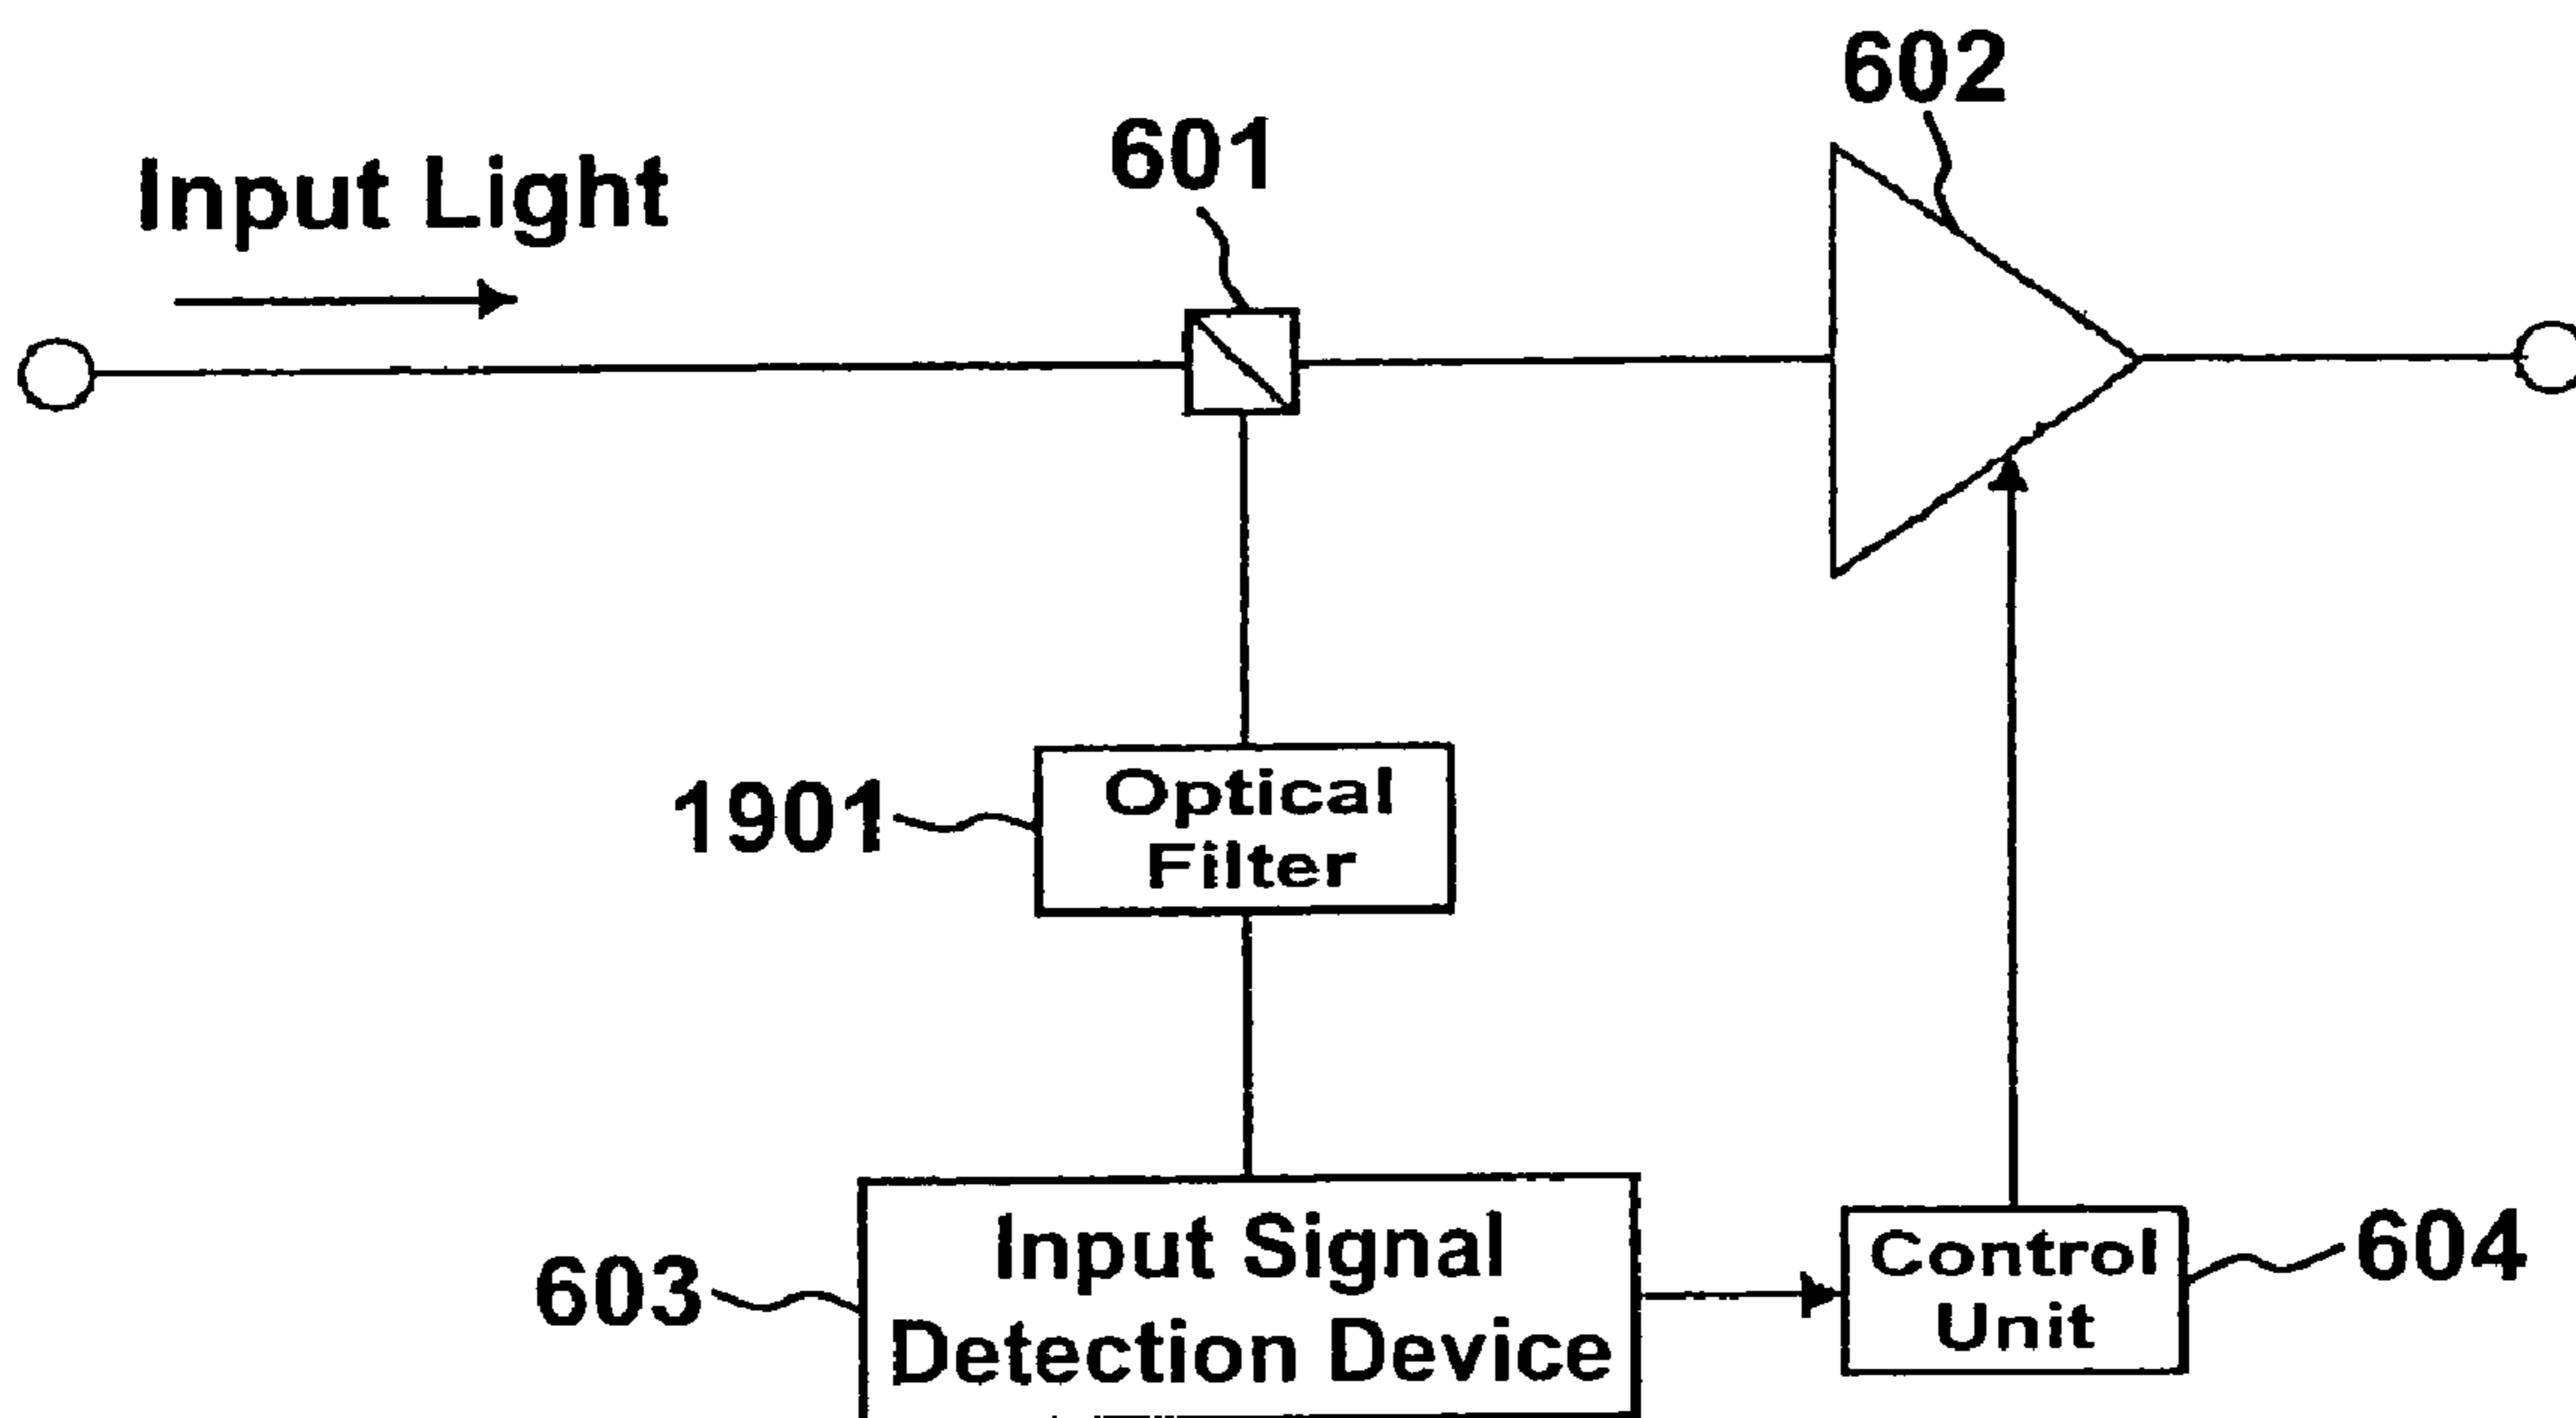 602
601
Input Light
1901
Optical
Filter
603
Input Signal
Detection Device
Control
Unit
604